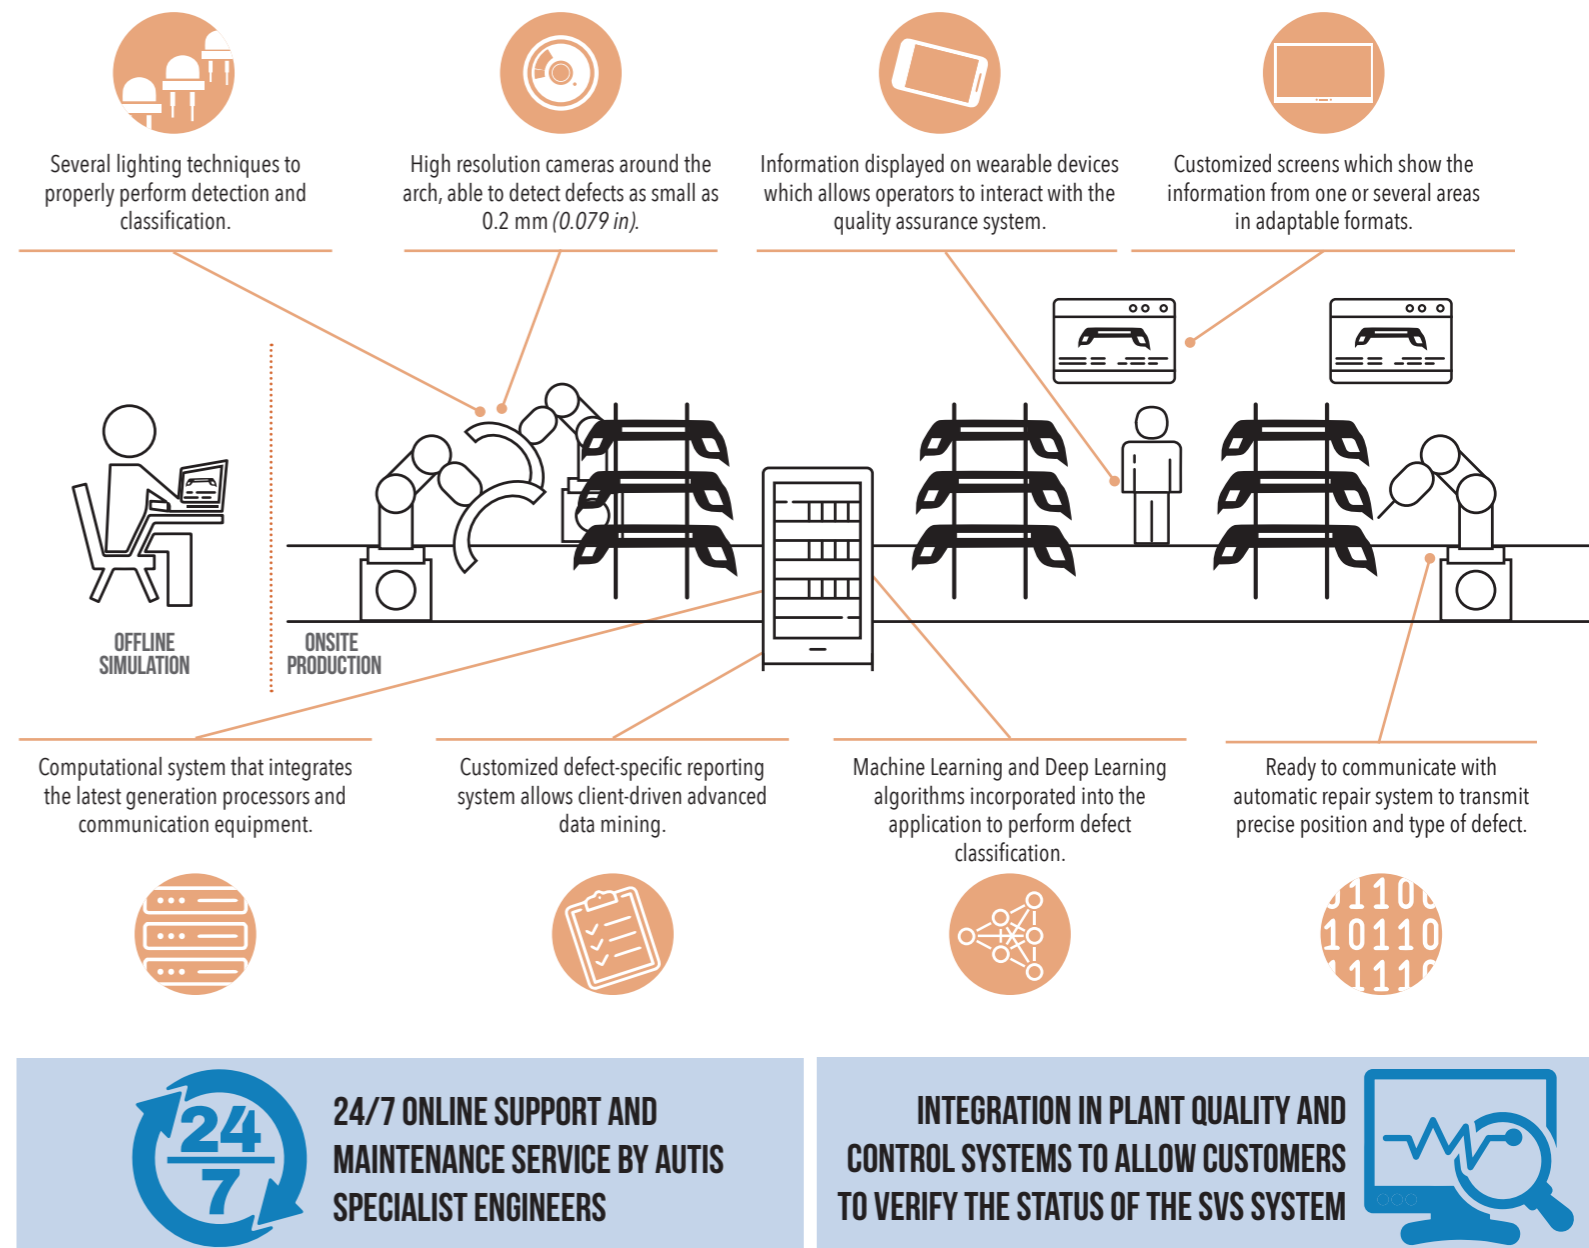 Several lighting techniques to
properly perform detection and
classification.
High resolution cameras around the
arch, able to detect defects as small as
0.2 mm (0.079 in).
Information displayed on wearable devices
which allows operators to interact with the
quality assurance system.
Customized screens which show the
information from one or several areas
in adaptable formats.
OFFLINE
SIMULATION
ONSITE
PRODUCTION
Computational system that integrates
the latest generation processors and
communication equipment.
Customized defect-specific reporting
system allows client-driven advanced
data mining.
Machine Learning and Deep Learning
algorithms incorporated into the
application to perform defect
classification.
Ready to communicate with
automatic repair system to transmit
precise position and type of defect.
01100
10110
11110
24
7
24/7 ONLINE SUPPORT AND
MAINTENANCE SERVICE BY AUTIS
SPECIALIST ENGINEERS
INTEGRATION IN PLANT QUALITY AND
CONTROL SYSTEMS TO ALLOW CUSTOMERS
TO VERIFY THE STATUS OF THE SVS SYSTEM